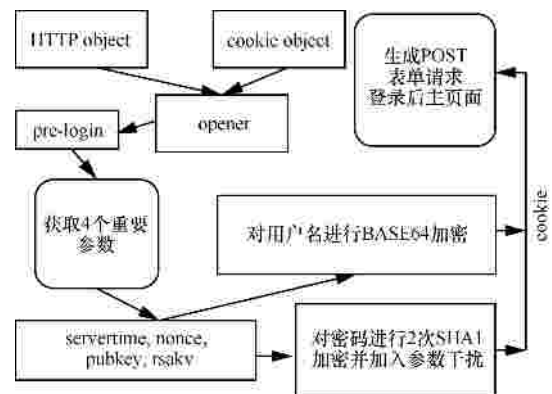 HTTP object
cookie object
生成POST
表单请求
登录后主页面
opener
pre-login
获取4个重要
参数
对用户名进行BASE64加密
cookie
servertime, nonce,
pubkey, rsakv
对密码进行2次SHA1
加密并加入参数干扰